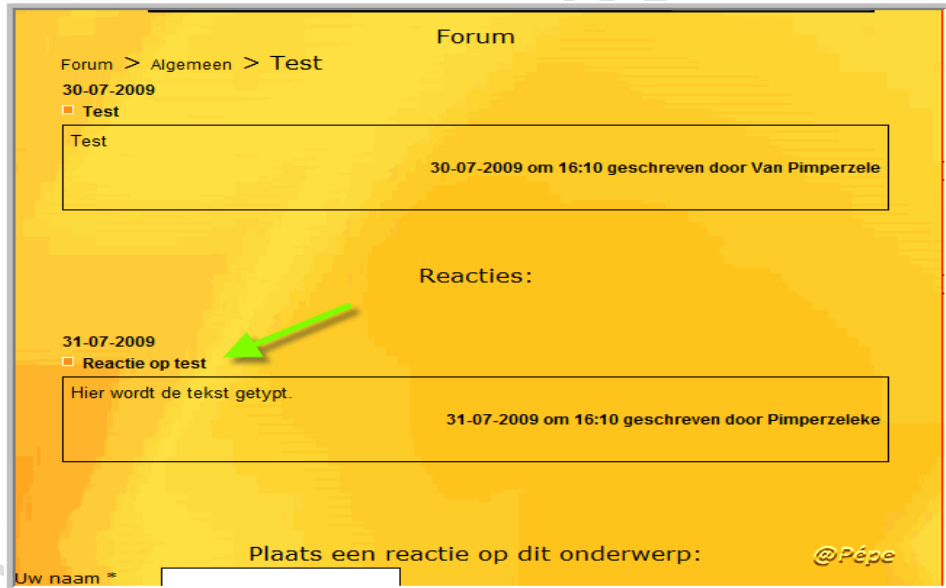 Forum
Forum > Algemeen > Test
30-07-2009
Test
Test
30-07-2009 om 16:10 geschreven door Van Pimperzele
Reacties:
31-07-2009
Reactie op test
Hier wordt de tekst getypt.
31-07-2009 om 16:10 geschreven door Pimperzeleke
Plaats een reactie op dit onderwerp:
@Pépe
Uw naam *